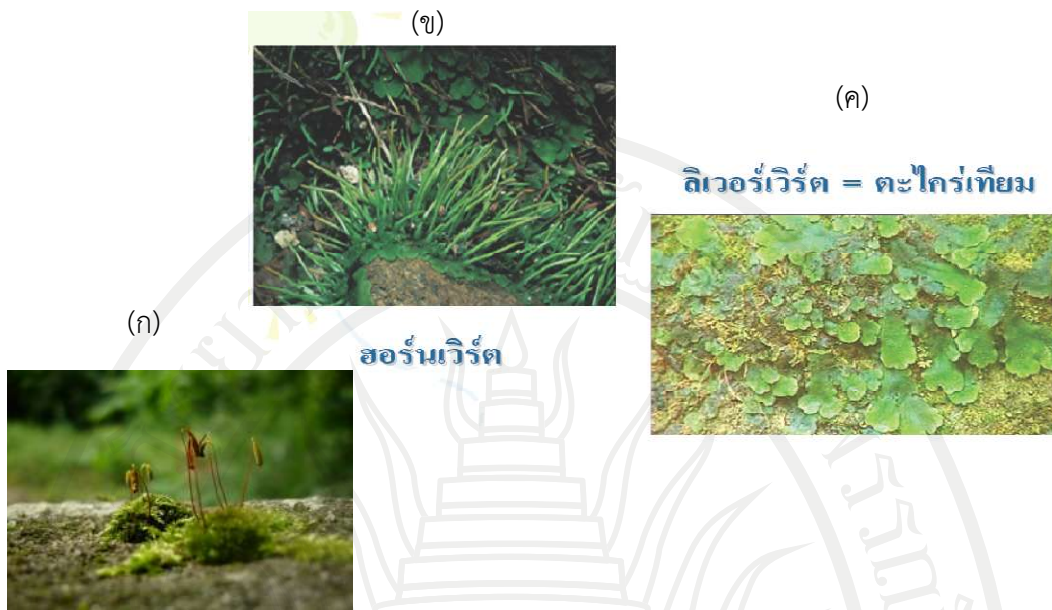 (ข)
(ค)
ลิเวอร์เวิร์ต = ตะไคร่เทียม
(ก)
ฮอร์นเวิร์ต